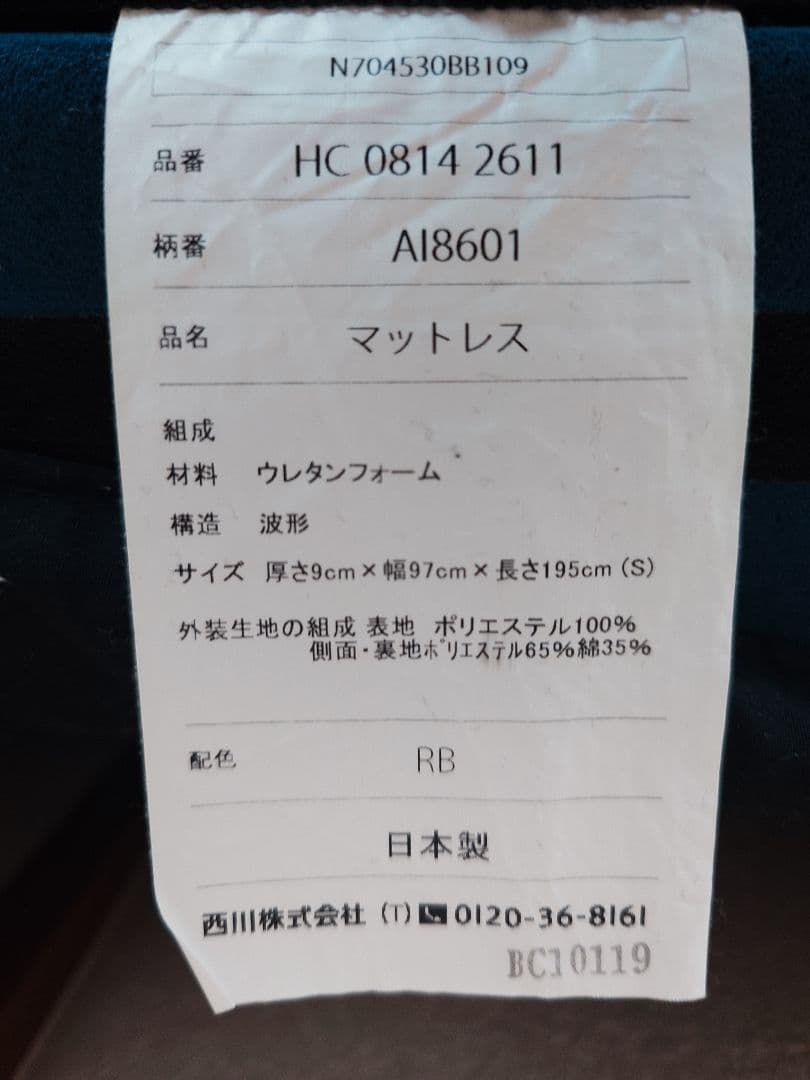 N704530BB109
品番 HC 0814 2611
柄番 AI8601
品名 マットレス
組成
材料 ウレタンフォーム
構造 波形
サイズ 厚さ9cm×幅97cm×長さ195cm (S)
外装生地の組成 表地 ポリエステル100%
側面・裏地ﾎﾟﾘｴｽﾃﾙ65%綿35%
配色 RB
日本製
西川株式会社 (T) 0120-36-8161
BC10119